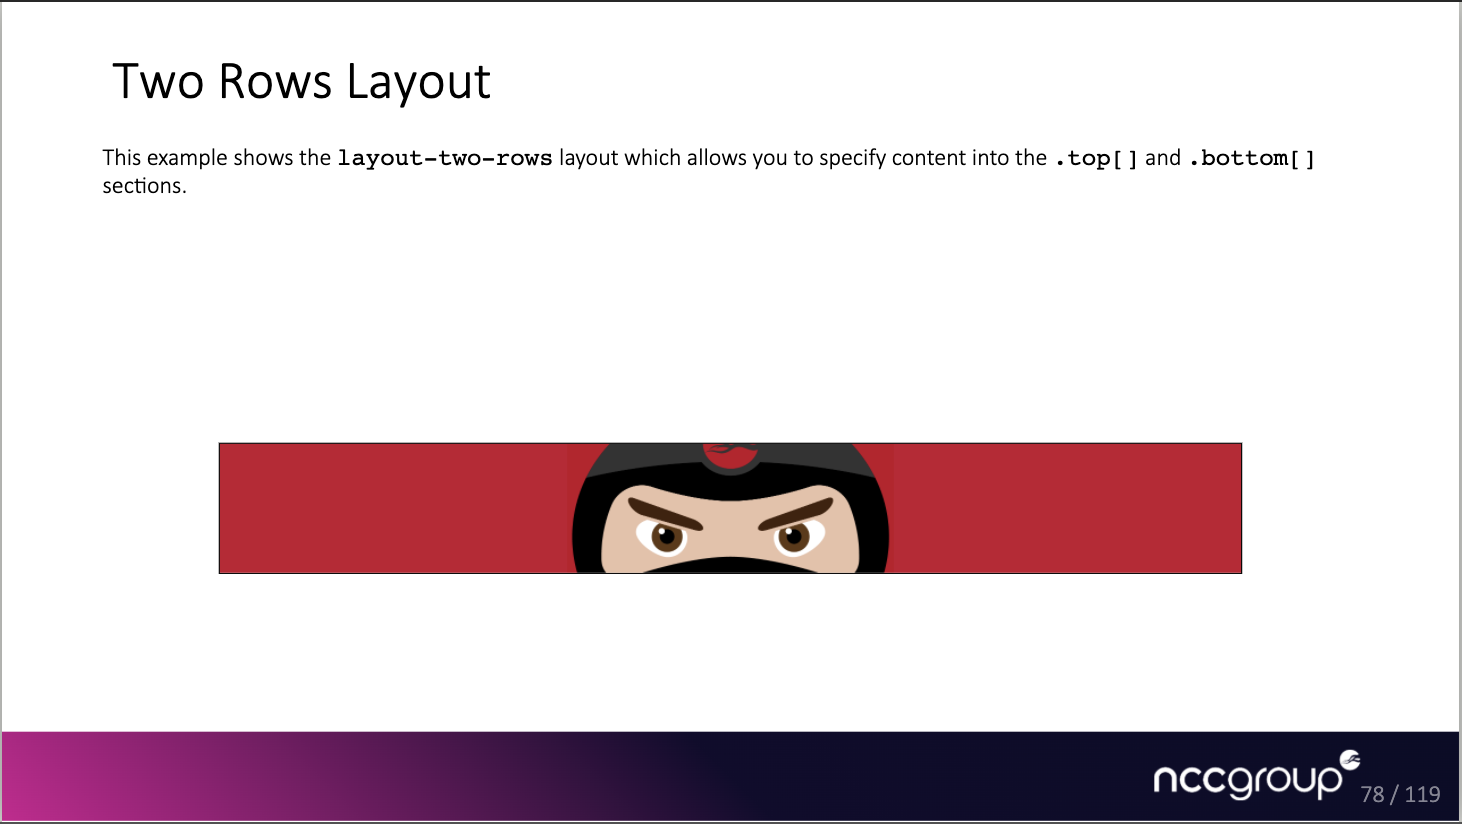 Two Rows Layout
This example shows the layout-two-rows layout which allows you to specify content into the .top[] and .bottom[]
sections.
nccgroup
78 / 119